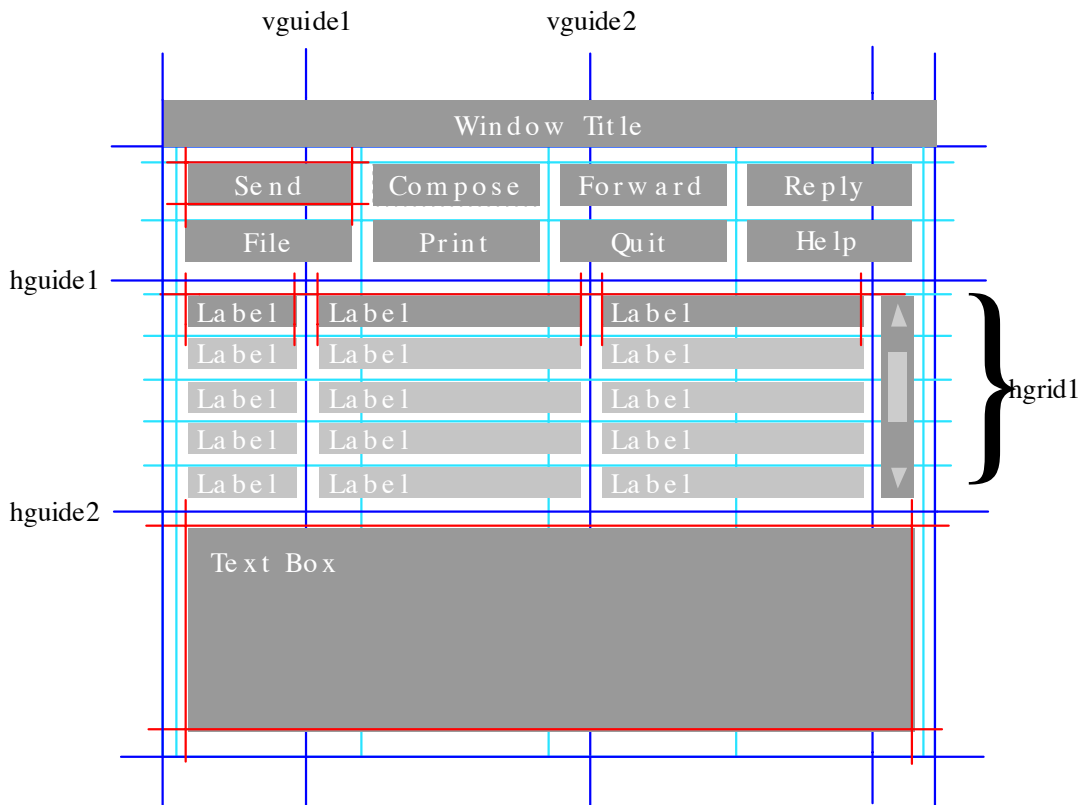 vguide1 vguide2
Window Title
Send Compose Forward Reply
File Print Quit Help
hguide1
Label Label Label
Label Label Label
hgrid1
Label Label Label
Label Label Label
Label Label Label
hguide2
Text Box